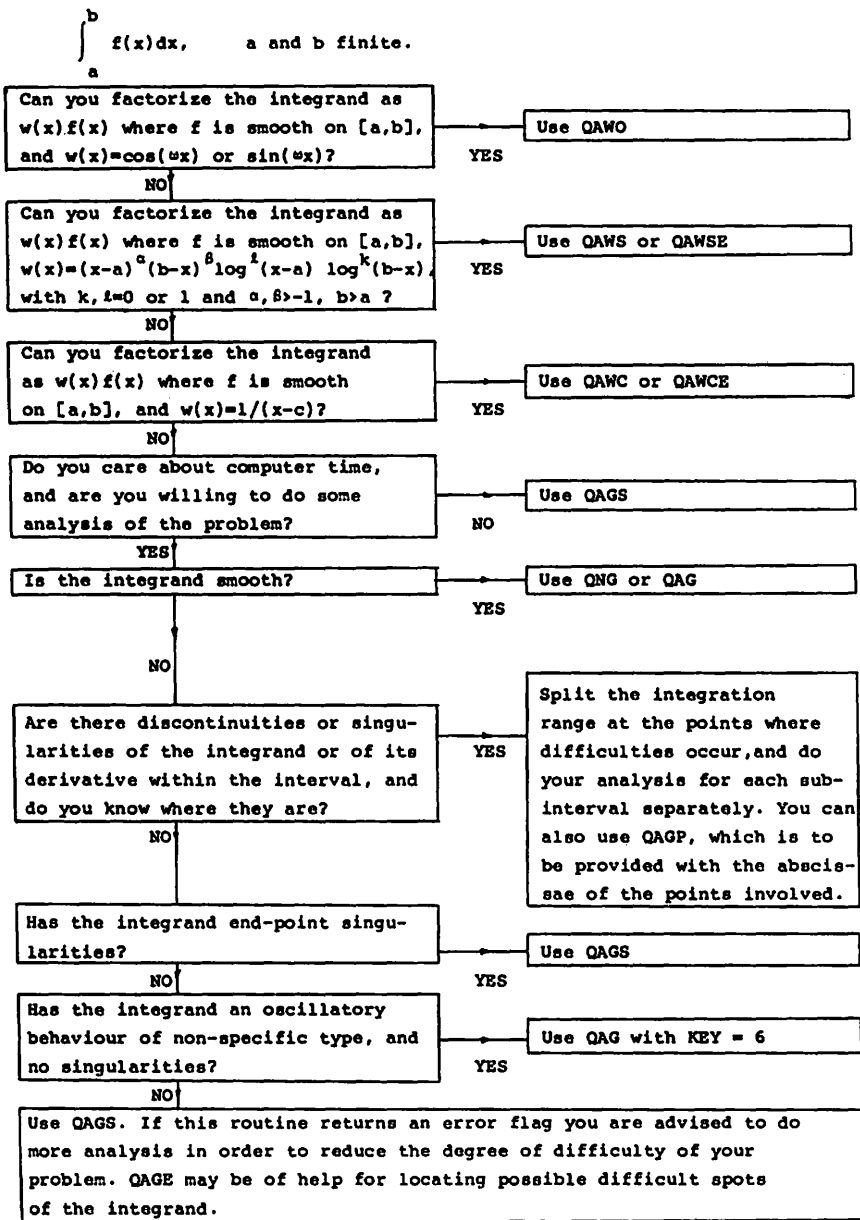 b
∫ f(x)dx, a and b finite.
a
Can you factorize the integrand as
w(x).f(x) where f is smooth on [a,b],
and w(x)=cos(ωx) or sin(ωx)?
YES
Use QAWO
NO
Can you factorize the integrand as
w(x)f(x) where f is smooth on [a,b],
w(x)=(x-a)^α(b-x)^β log^ℓ(x-a) log^k(b-x),
with k,ℓ=0 or 1 and α,β>-1, b>a ?
YES
Use QAWS or QAWSE
NO
Can you factorize the integrand
as w(x)f(x) where f is smooth
on [a,b], and w(x)=1/(x-c)?
YES
Use QAWC or QAWCE
NO
Do you care about computer time,
and are you willing to do some
analysis of the problem?
NO
Use QAGS
YES
Is the integrand smooth?
YES
Use QNG or QAG
NO
Are there discontinuities or singu-
larities of the integrand or of its
derivative within the interval, and
do you know where they are?
YES
Split the integration
range at the points where
difficulties occur,and do
your analysis for each sub-
interval separately. You can
also use QAGP, which is to
be provided with the abscis-
sae of the points involved.
NO
Has the integrand end-point singu-
larities?
YES
Use QAGS
NO
Has the integrand an oscillatory
behaviour of non-specific type, and
no singularities?
YES
Use QAG with KEY = 6
NO
Use QAGS. If this routine returns an error flag you are advised to do
more analysis in order to reduce the degree of difficulty of your
problem. QAGE may be of help for locating possible difficult spots
of the integrand.